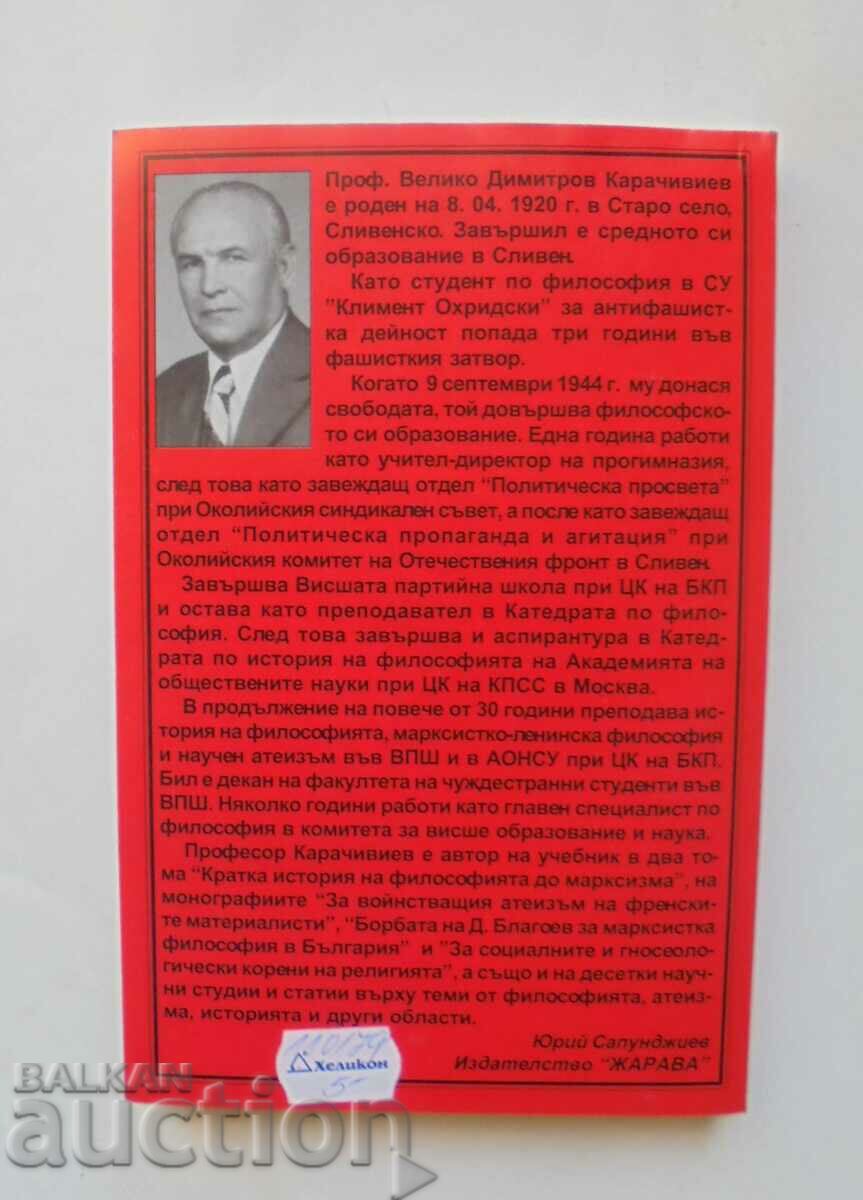 Проф. Велико Димитров Карачивиев
е роден на 8. 04. 1920 г. в Старо село,
Сливенско. Завършил е средното си
образование в Сливен.
Като студент по философия в СУ
"Климент Охридски" за антифашист-
ка дейност попада три години във
фашисткия затвор.
Когато 9 септември 1944 г. му донася
свободата, той довършва философско-
то си образование. Една година работи
като учител-директор на прогимназия,
след това като завеждащ отдел "Политическа просвета"
при Околийския синдикален съвет, а после като завеждащ
отдел "Политическа пропаганда и агитация" при
Околийския комитет на Отечествения фронт в Сливен.
Завършва Висшата партийна школа при ЦК на БКП
и остава като преподавател в Катедрата по фило-
софия. След това завършва и аспирантура в Катед-
рата по история на философията на Академията на
обществените науки при ЦК на КПСС в Москва.
В продължение на повече от 30 години преподава ис-
тория на философията, марксистко-ленинска философия
и научен атеизъм във ВПШ и в АОНСУ при ЦК на БКП.
Бил е декан на факултета на чуждестранни студенти във
ВПШ. Няколко години работи като главен специалист по
философия в комитета за висше образование и наука.
Професор Карачивиев е автор на учебник в два то-
ма "Кратка история на философията до марксизма", на
монографиите "За войнстващия атеизъм на френски-
те материалисти", "Борбата на Д. Благоев за марксистка
философия в България" и "За социалните и гносеоло-
гически корени на религията", а също и на десетки науч-
ни студии и статии върху теми от философията, атеиз-
ма, историята и други области.
Юрий Сапунджиев
Издателство "ЖАРАВА"
110/79
Хеликон
5-
BALKAN
auction